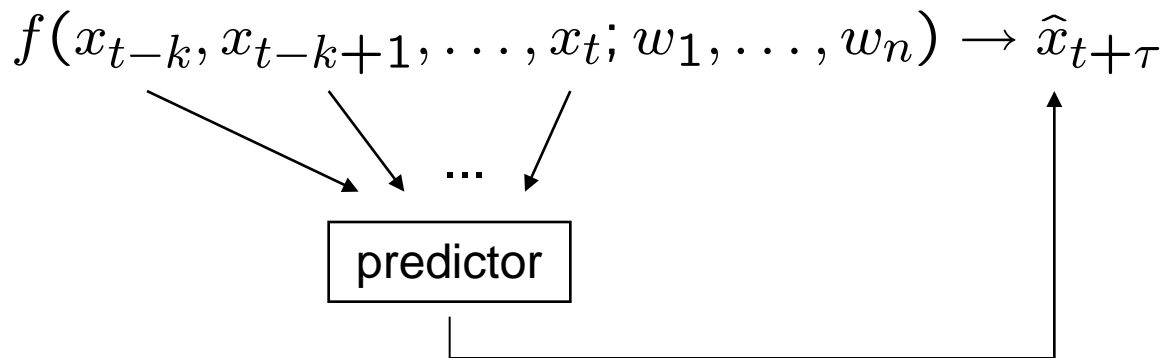 f(x_{t-k}, x_{t-k+1}, ..., x_t; w_1, ..., w_n) → x̂_{t+τ}
...
predictor